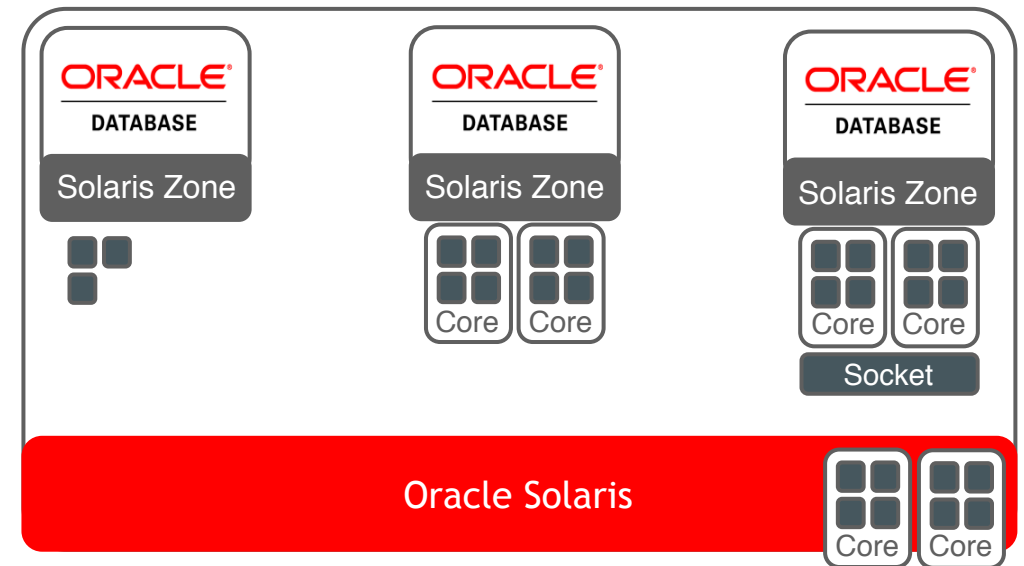 ORACLE®
DATABASE
Solaris Zone
ORACLE®
DATABASE
Solaris Zone
Core Core
ORACLE®
DATABASE
Solaris Zone
Core Core
Socket
Oracle Solaris
Core Core